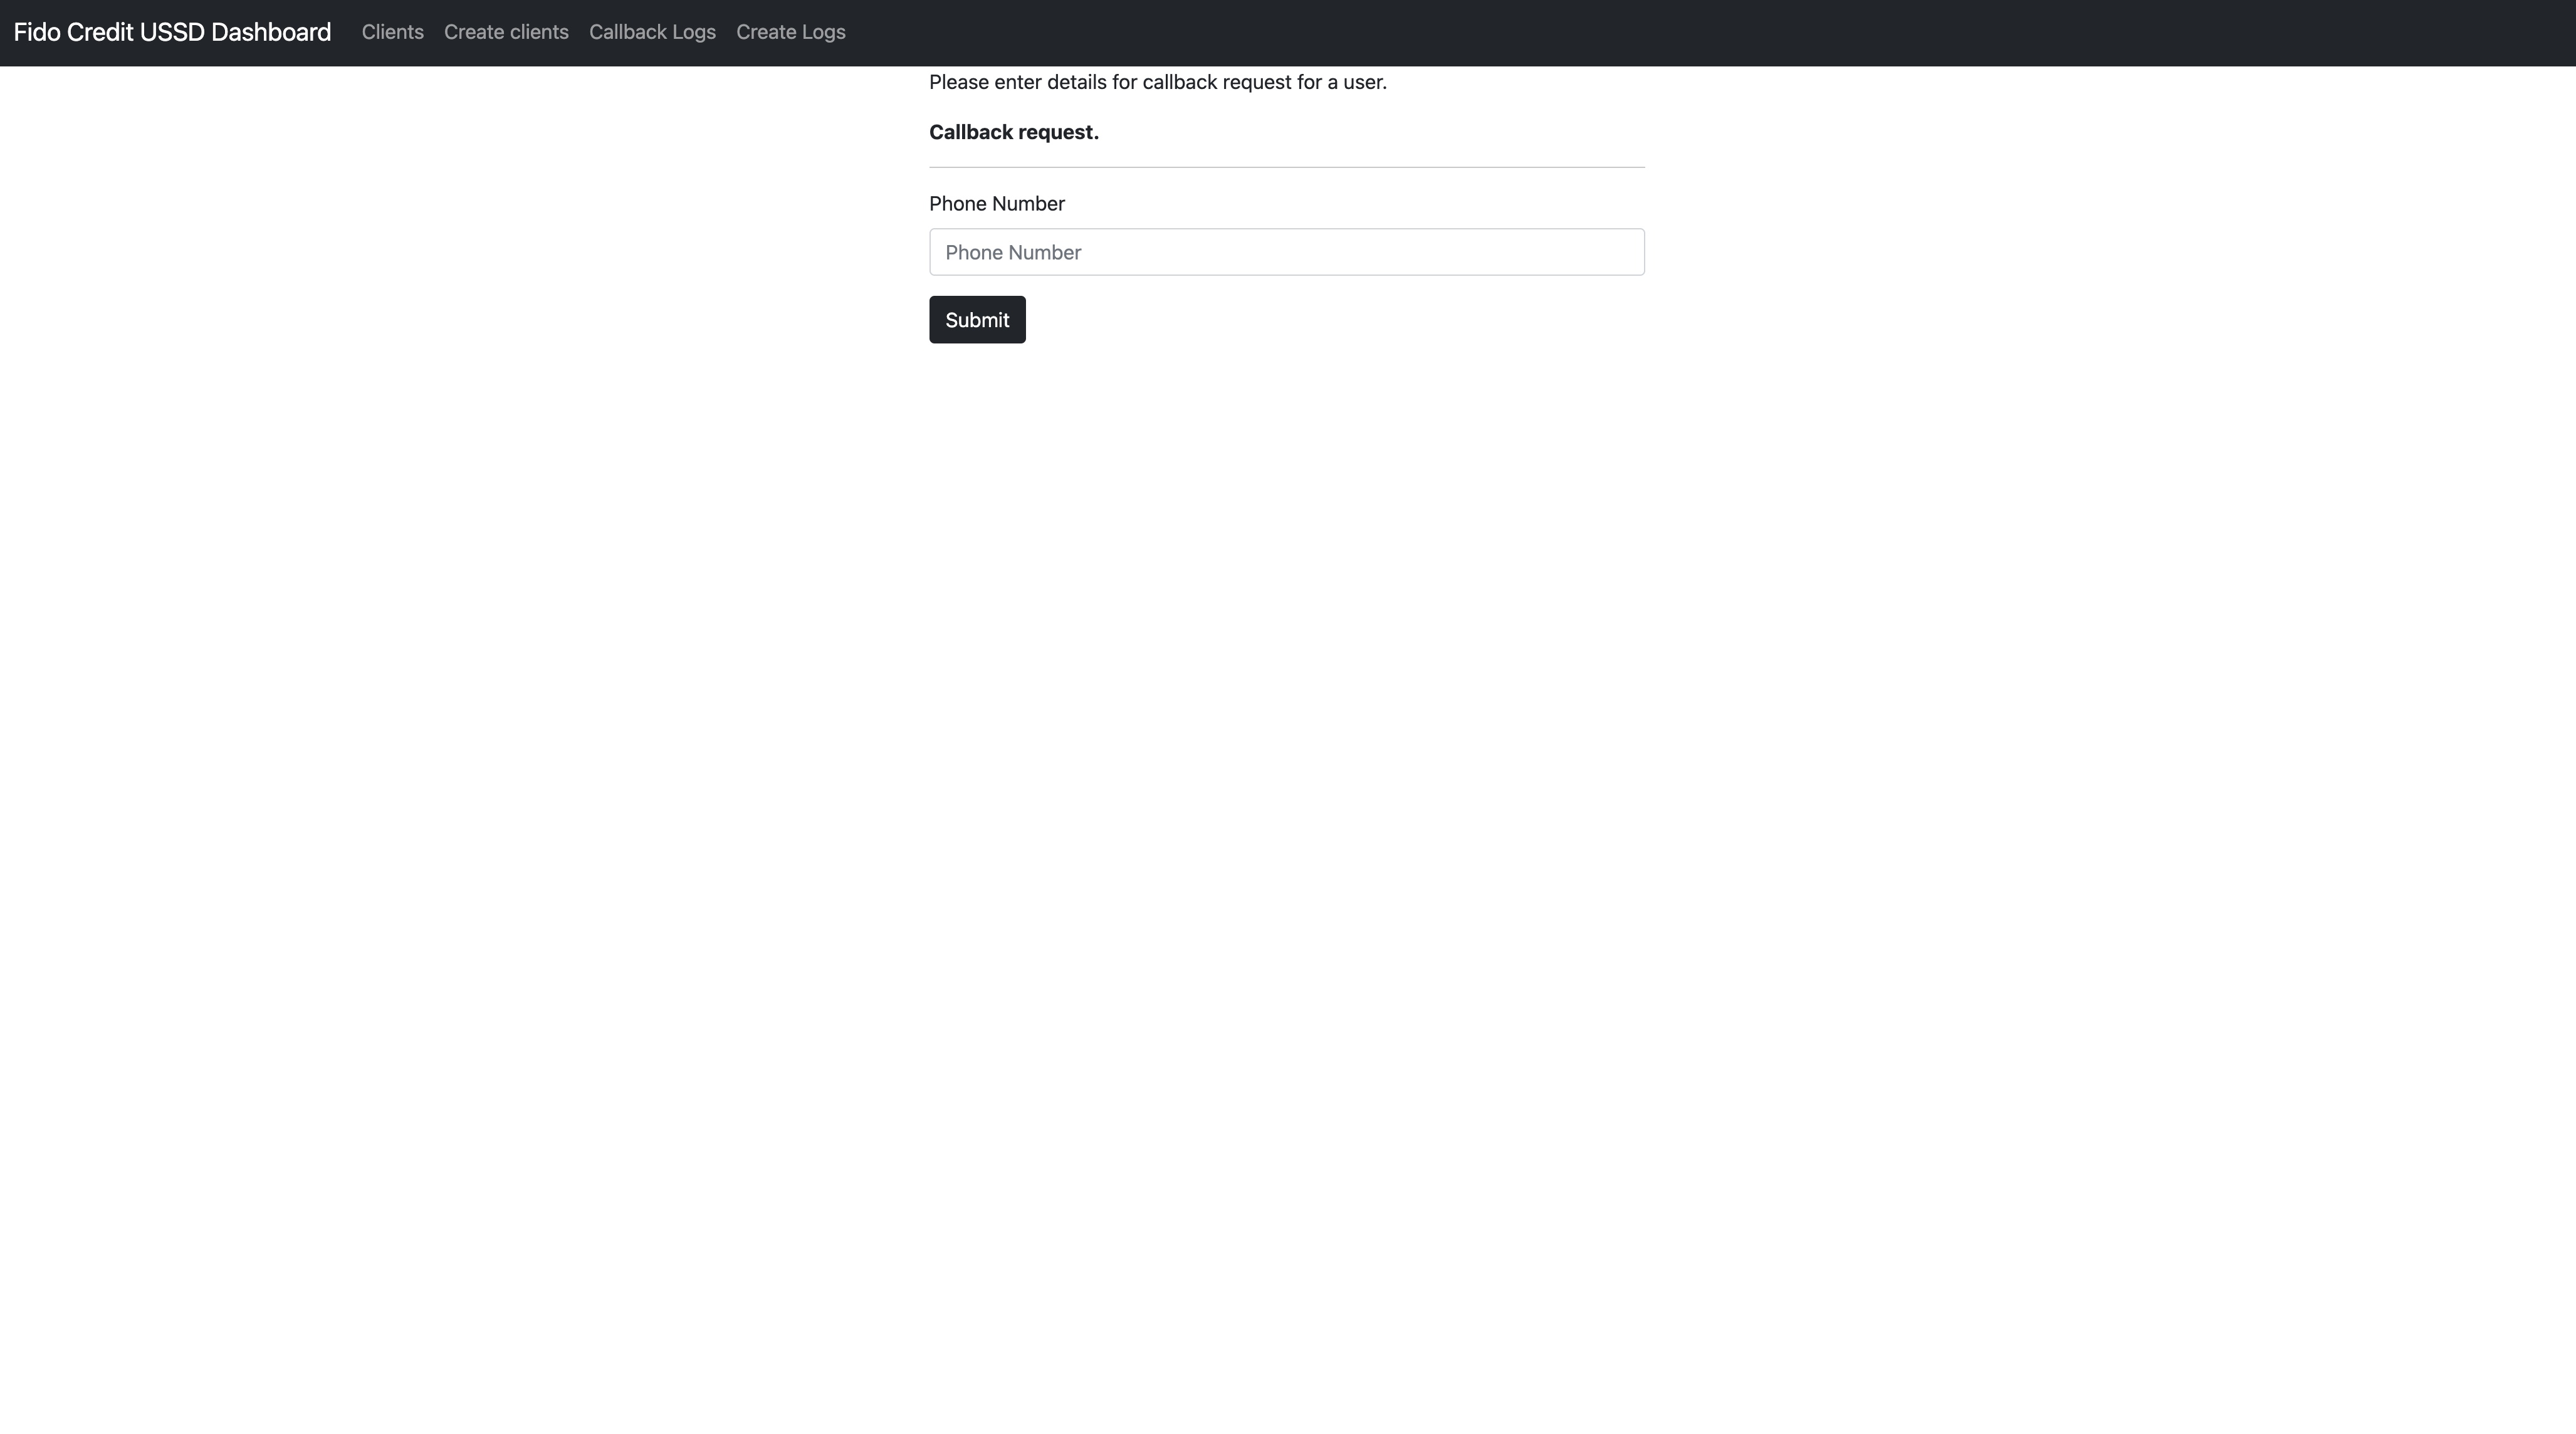 Fido Credit USSD Dashboard Clients Create clients Callback Logs Create Logs
Please enter details for callback request for a user.
Callback request.
Phone Number
Phone Number
Submit